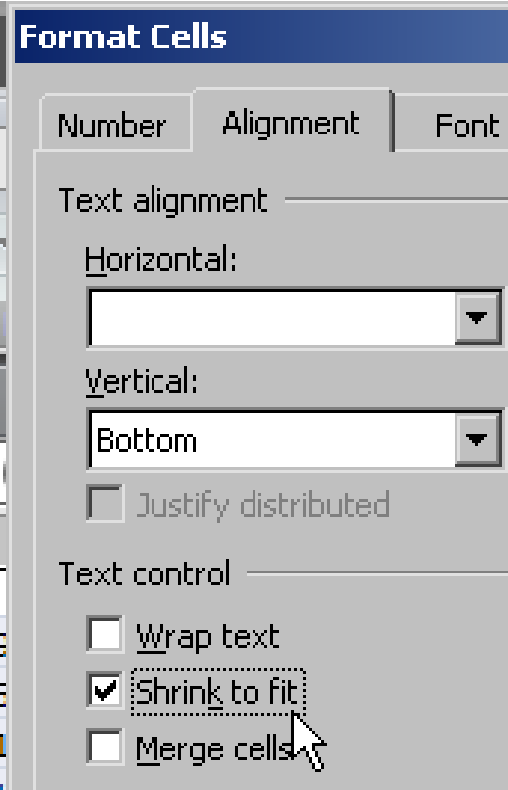 Format Cells
Number Alignment Font
Text alignment
Horizontal:
Vertical:
Bottom
Justify distributed
Text control
Wrap text
Shrink to fit
Merge cells